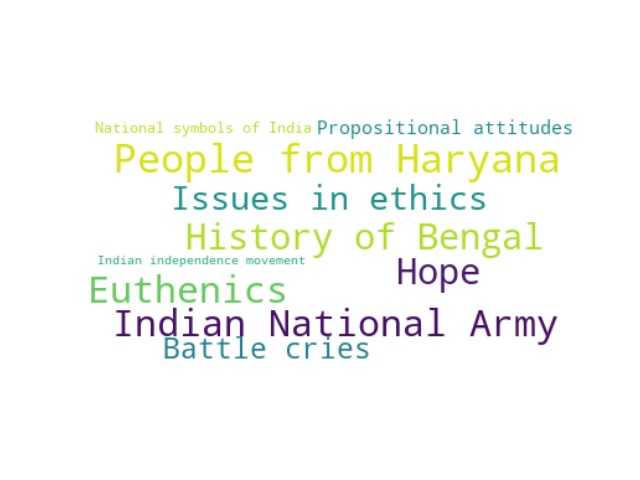 National symbols of India Propositional attitudes
People from Haryana
Issues in ethics
History of Bengal
Indian independence movement
Hope
Euthenics
Indian National Army
Battle cries